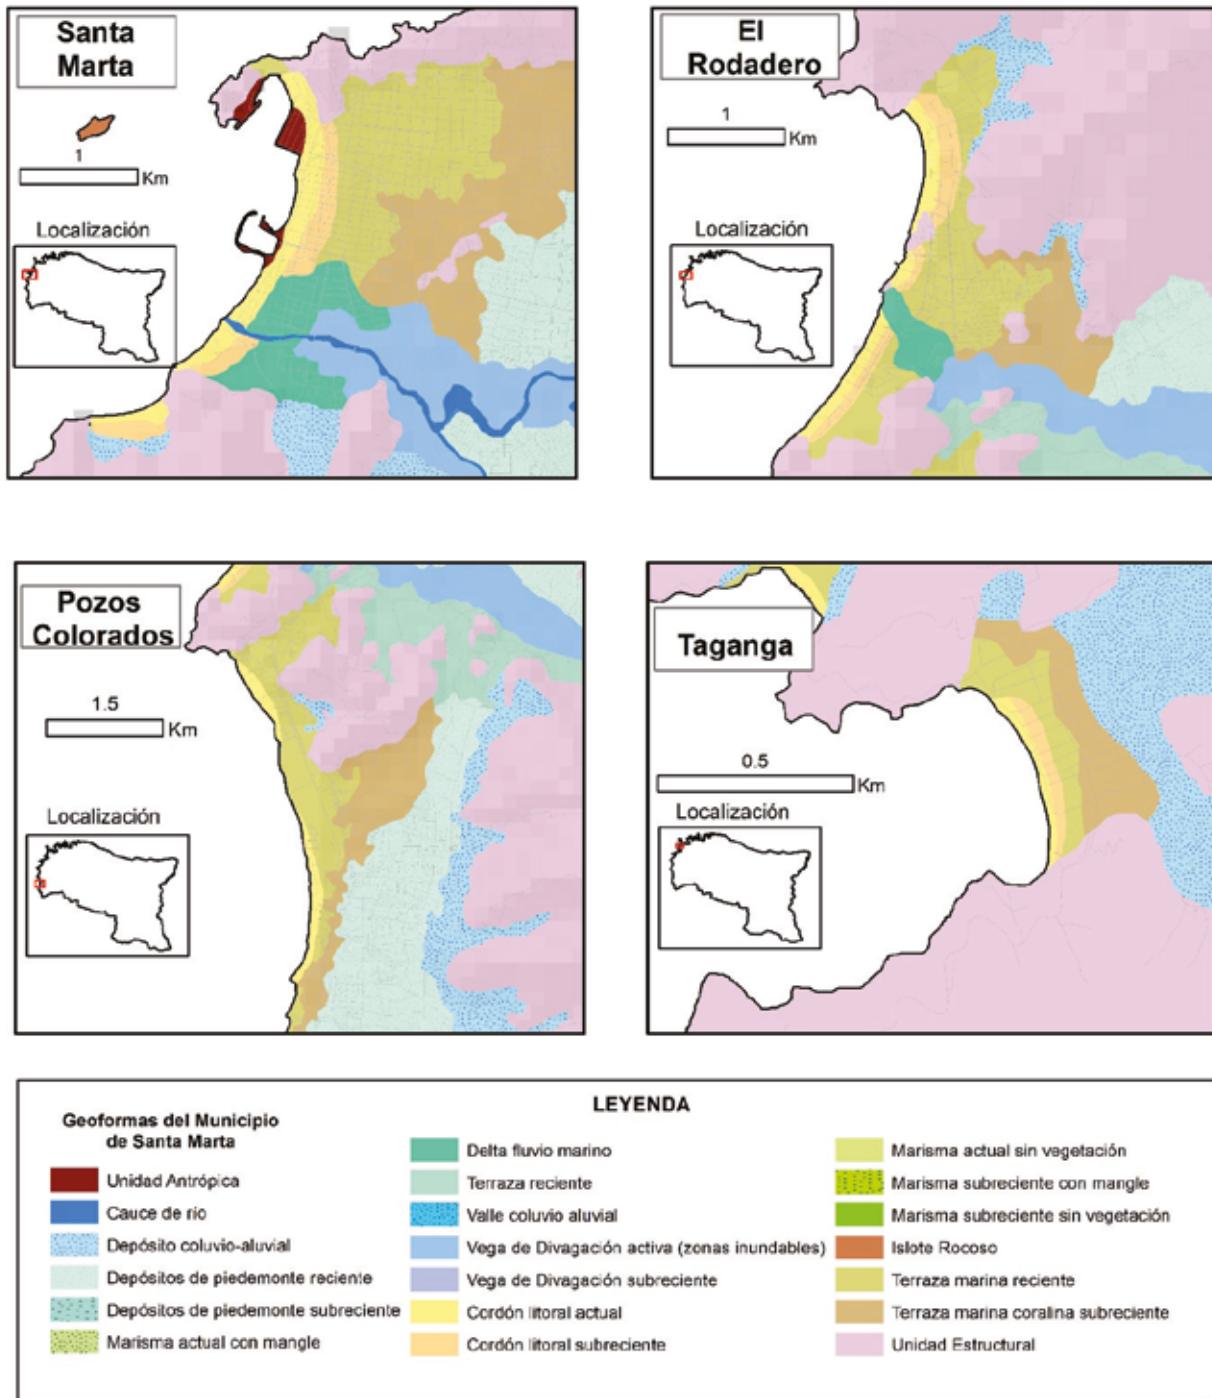 Santa
Marta
1
Km
Localización
El
Rodadero
1
Km
Localización
Pozos
Colorados
1.5
Km
Localización
Taganga
0.5
Km
Localización
LEYENDA
Geoformas del Municipio
de Santa Marta
Unidad Antrópica
Cauce de río
Depósito coluvio-aluvial
Depósitos de piedemonte reciente
Depósitos de piedemonte subreciente
Marisma actual con mangle
Delta fluvio marino
Terraza reciente
Valle coluvio aluvial
Vega de Divagación activa (zonas inundables)
Vega de Divagación subreciente
Cordón litoral actual
Cordón litoral subreciente
Marisma actual sin vegetación
Marisma subreciente con mangle
Marisma subreciente sin vegetación
Islote Rocoso
Terraza marina reciente
Terraza marina coralina subreciente
Unidad Estructural